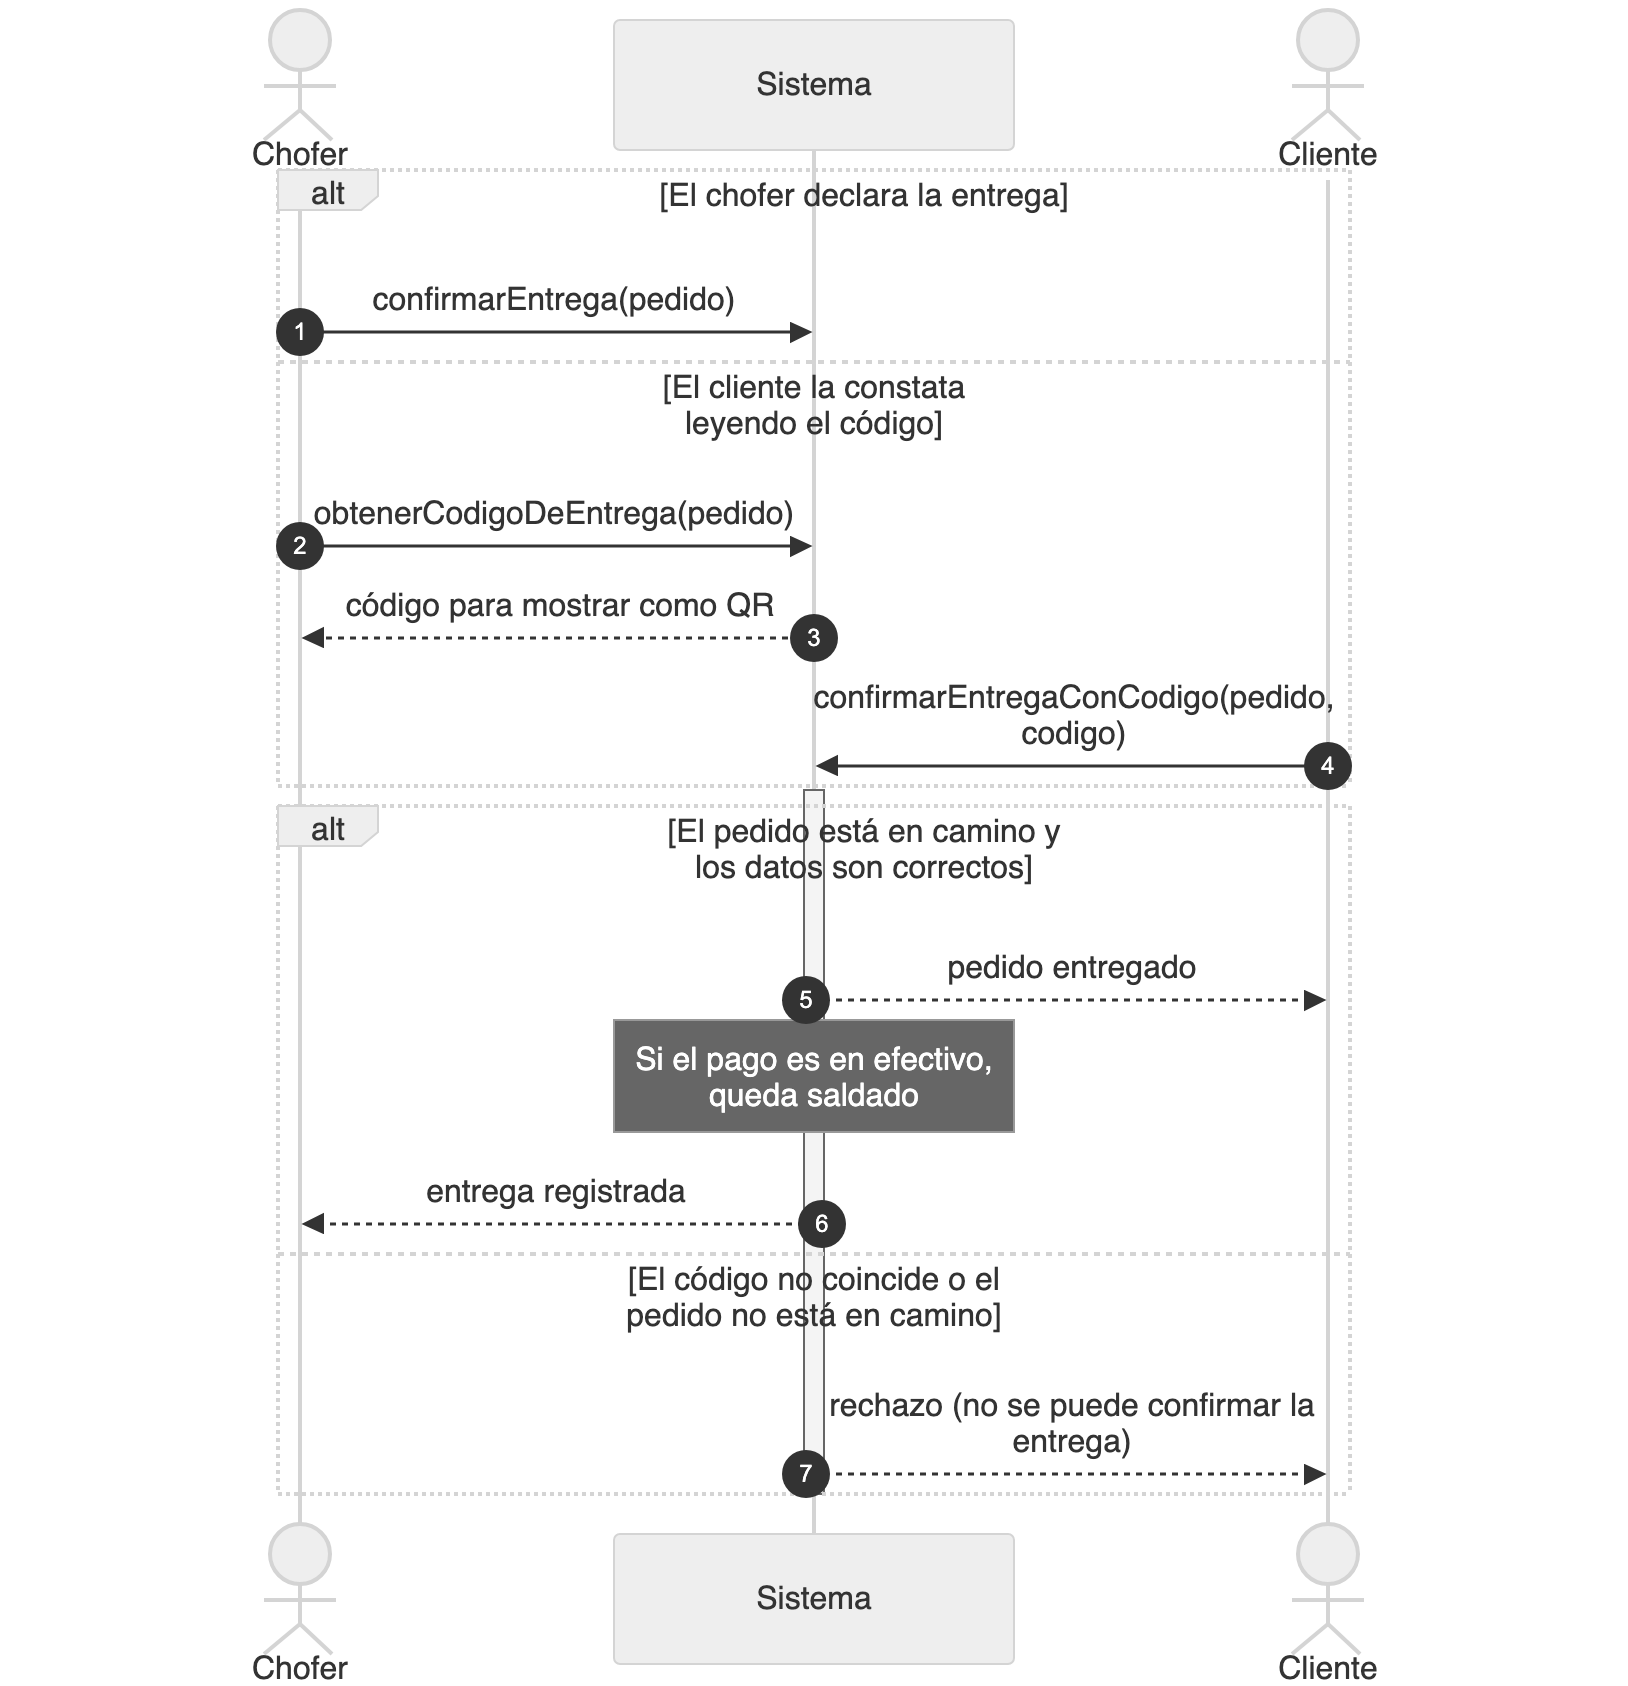 Sistema
Chofer
Cliente
alt
[El chofer declara la entrega]
confirmarEntrega(pedido)
1
[El cliente la constata
leyendo el código]
obtenerCodigoDeEntrega(pedido)
2
código para mostrar como QR
3
confirmarEntregaConCodigo(pedido,
codigo)
4
alt
[El pedido está en camino y
los datos son correctos]
pedido entregado
5
Si el pago es en efectivo,
queda saldado
entrega registrada
6
[El código no coincide o el
pedido no está en camino]
rechazo (no se puede confirmar la
entrega)
7
Sistema
Chofer
Cliente